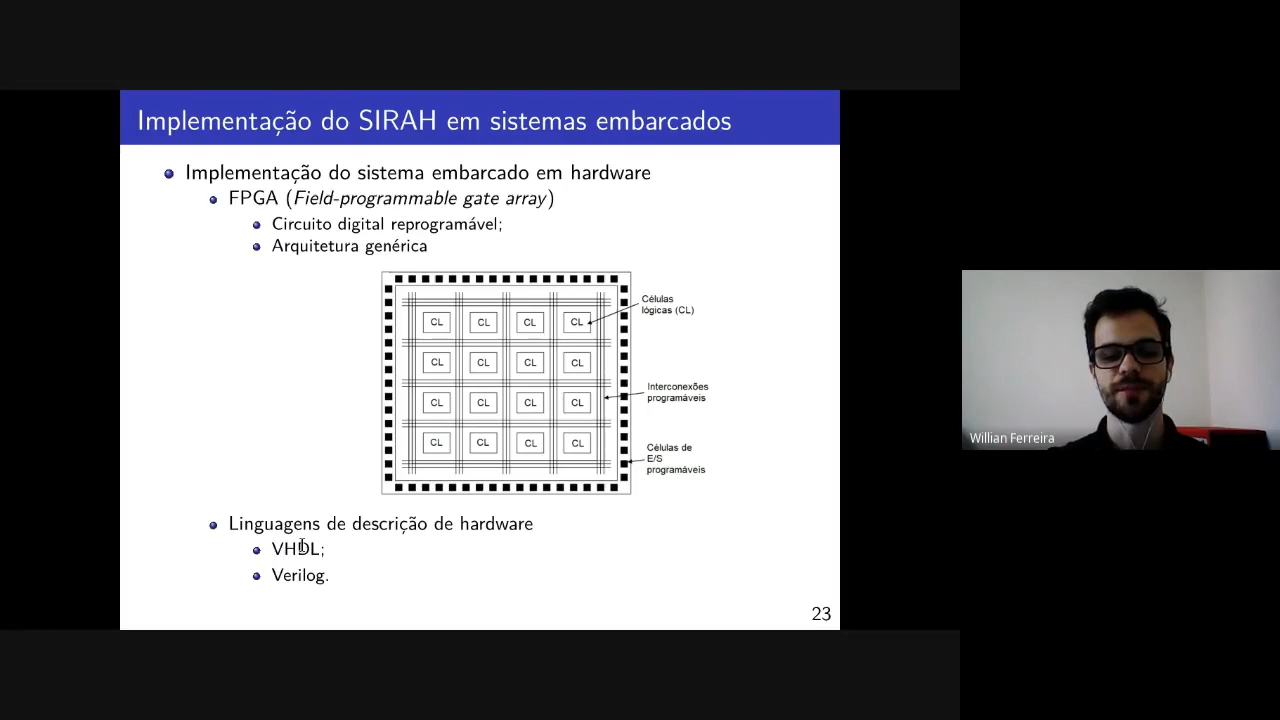 Implementação do SIRAH em sistemas embarcados
Implementação do sistema embarcado em hardware
FPGA (Field-programmable gate array)
Circuito digital reprogramável;
Arquitetura genérica
CL CL CL CL
CL CL CL CL
CL CL CL CL
CL CL CL CL
Células
lógicas (CL)
Interconexões
programáveis
Células de
E/S
programáveis
Linguagens de descrição de hardware
VHDL;
Verilog.
23
Willian Ferreira